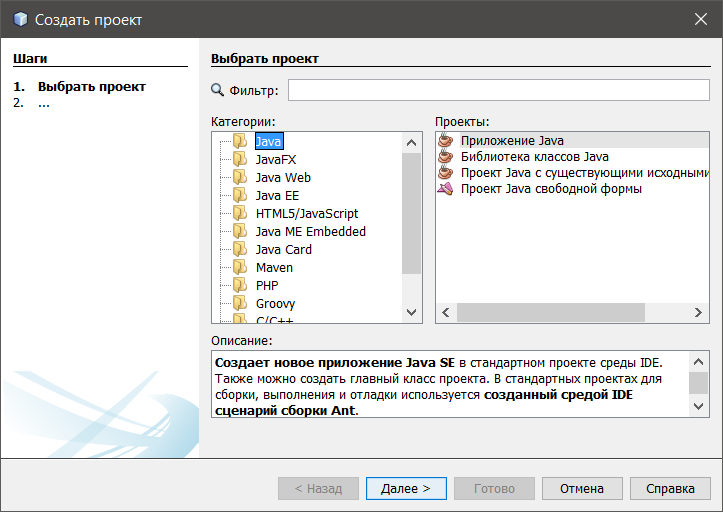 Создать проект
Шаги
1. Выбрать проект
2. ...
Выбрать проект
Фильтр:
Категории:
Java
JavaFX
Java Web
Java EE
HTML5/JavaScript
Java ME Embedded
Java Card
Maven
PHP
Groovy
C/C++
Проекты:
Приложение Java
Библиотека классов Java
Проект Java с существующими исходными
Проект Java свободной формы
Описание:
Создает новое приложение Java SE в стандартном проекте среды IDE.
Также можно создать главный класс проекта. В стандартных проектах для
сборки, выполнения и отладки используется созданный средой IDE
сценарий сборки Ant.
< Назад
Далее >
Готово
Отмена
Справка